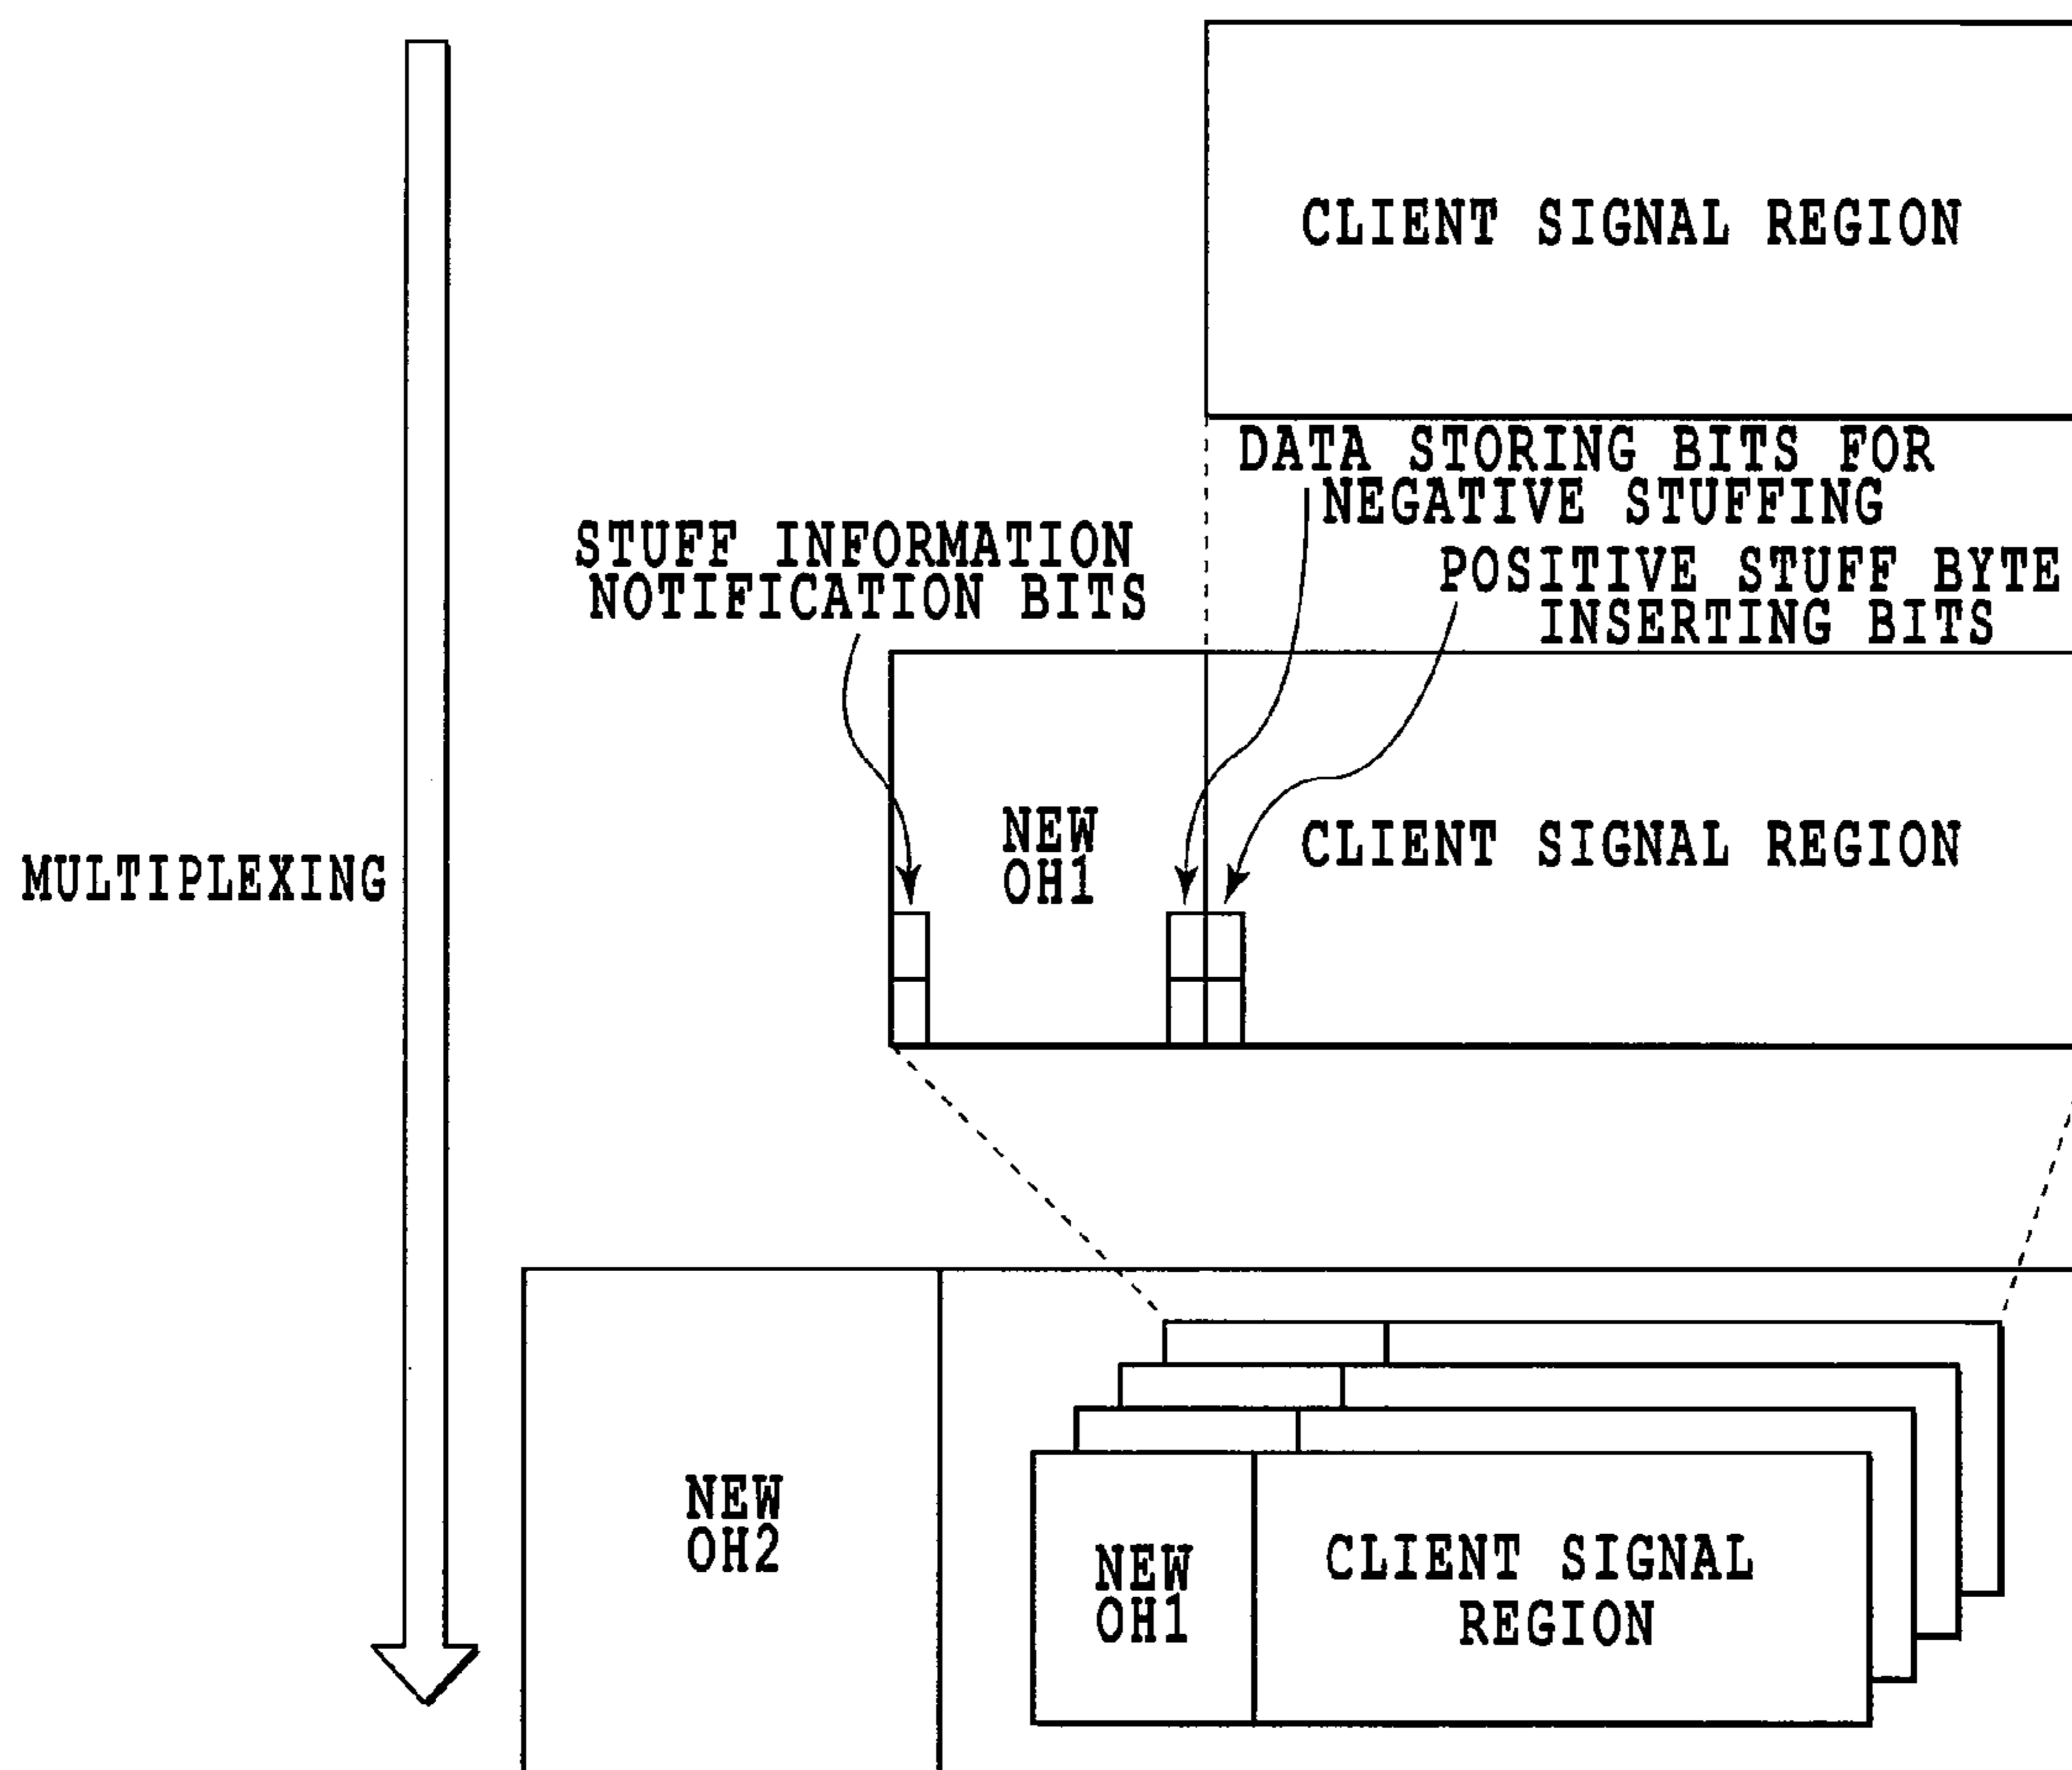 CLIENT SIGNAL REGION
DATA STORING BITS FOR
NEGATIVE STUFFING
STUFF INFORMATION
NOTIFICATION BITS
POSITIVE STUFF BYTE
INSERTING BITS
NEW
OH1
CLIENT SIGNAL REGION
MULTIPLEXING
NEW
OH2
NEW
OH1
CLIENT SIGNAL
REGION